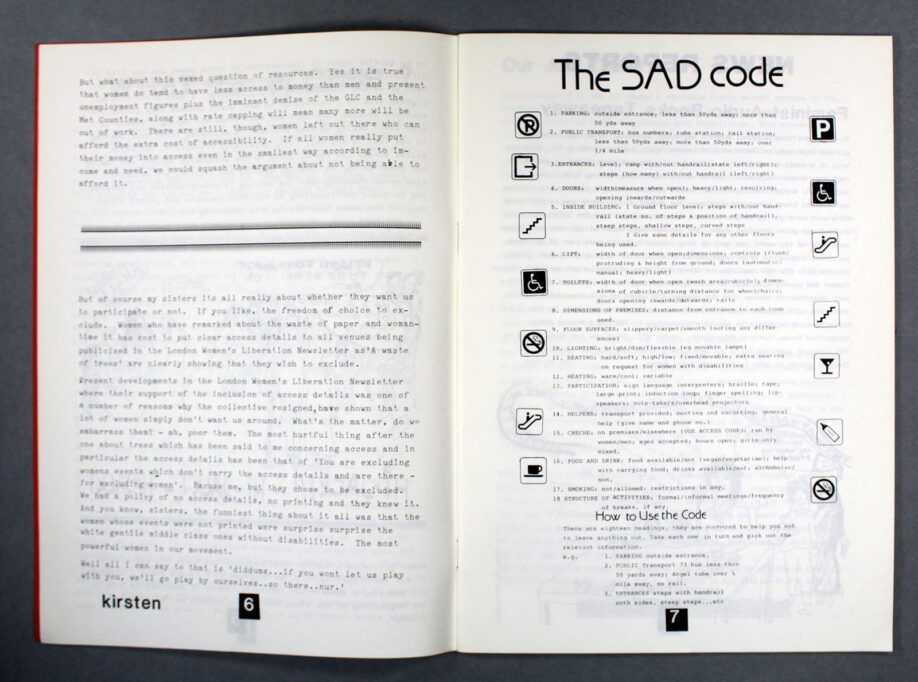 But what about this vexed question of resources. Yes it is true
that women do tend to have less access to money than men and present
unemployment figures plus the iminent demise of the GLC and the
Met Counties, along with rate capping will mean many more will be
out of work. There are still, though, women left out there who can
afford the extra cost of accessibility. If all women really put
their money into access even in the smallest way according to in-
come and need, we could squash the argument about not being able to
afford it.
But of course my sisters its all really about whether they want us
to participate or not. If you like, the freedom of choice to ex-
clude. Women who have remarked about the waste of paper and woman-
time it has cost to put clear access details to all venues being
publicised in the London Women's Liberation Newsletter as'A waste
of trees' are clearly showing that they wish to exclude.
Present developments in the London Women's Liberation Newsletter
where their support of the inclusion of access details was one of
a number of reasons why the collective resigned,have shown that a
lot of women simply don't want us around. What's the matter, do we
embarrass them? - ah, poor them. The most hurtful thing after the
one about trees which has been said to me concerning access and in
particular the access details has been that of 'You are excluding
womens events which don't carry the access details and are there -
for excluding women'. Excuse me, but they chose to be excluded.
We had a policy of no access details, no printing and they knew it.
And you know, sisters, the funniest thing about it all was that the
women whose events were not printed were surprise surprise the
white gentile middle class ones without disabilities. The most
powerful women in our movement.
Well all I can say to that is 'diddums...if you wont let us play
with you, we'll go play by ourselves..so there..nur.'
kirsten
6
The SAD code
1. PARKING: outside entrance; less than 50yds away; more than
50 yds away
2. PUBLIC TRANSPORT: bus numbers; tube station; rail station;
less than 50yds away; more than 50yds away; over
1/4 mile
3.ENTRANCES: level; ramp with/out handrail(state left/right);
steps (how many) with/out handrail (left/right)
4. DOORS: width(measure when open); heavy/light; revolving;
opening inwards/outwards
5. INSIDE BUILDING: 1 Ground floor level; steps with/out hand-
rail (state no. of steps & position of handrail),
steep steps, shallow steps, curved steps
2 Give same details for any other floors
being used.
6. LIFT: width of door when open;dimensions; controls (flush/
protruding & height from ground; doors (automatic/
manual; heavy/light)
7. TOILETS: width of door when open (wash area/cubicle); dimen-
sions of cubicle/turning distance for wheelchairs;
doors opening inwards/outwards; rails
8. DIMENSIONS OF PREMISES; distance from entrance to each room
used.
9. FLOOR SURFACES: slippery/carpet/smooth (noting any differ
ences)
10. LIGHTING: bright/dim/flexible (eg movable lamps)
11. SEATING: hard/soft; high/low; fixed/movable; extra seating
on request for women with disabilities
12. HEATING: warm/cool; variable
13. PARTICIPATION: sign language interpreters; braille; tape;
large print; induction loop; finger spelling; lip-
speakers; note-takers/overhead projectors
14. HELPERS: transport provided; meeting and escorting; general
help (give name and phone no.)
15. CRECHE: on premises/elsewhere (USE ACCESS CODE); run by
women/men; ages accepted; hours open; girls-only
mixed.
16. FOOD AND DRINK: food available/not (vegan/vegetarian); help
with carrying food; drinks available/not; alchoholic/
non.
17. SMOKING: not/allowed; restrictions if any.
18 STRUCTURE OF ACTIVITIES; formal/informal meetings/frequency
of breaks, if any.
How to Use the Code
There are eighteen headings, they are numbered to help you not
to leave anything out. Take each one in turn and pick out the
relevant information.
e.g. 1. PARKING outside entrance.
2. PUBLIC Transport 73 bus less than
50 yards away; Angel tube over ¼
mile away, no rail.
3. ENTRANCES steps with handrail
both sides, steep steps...etc
7
P